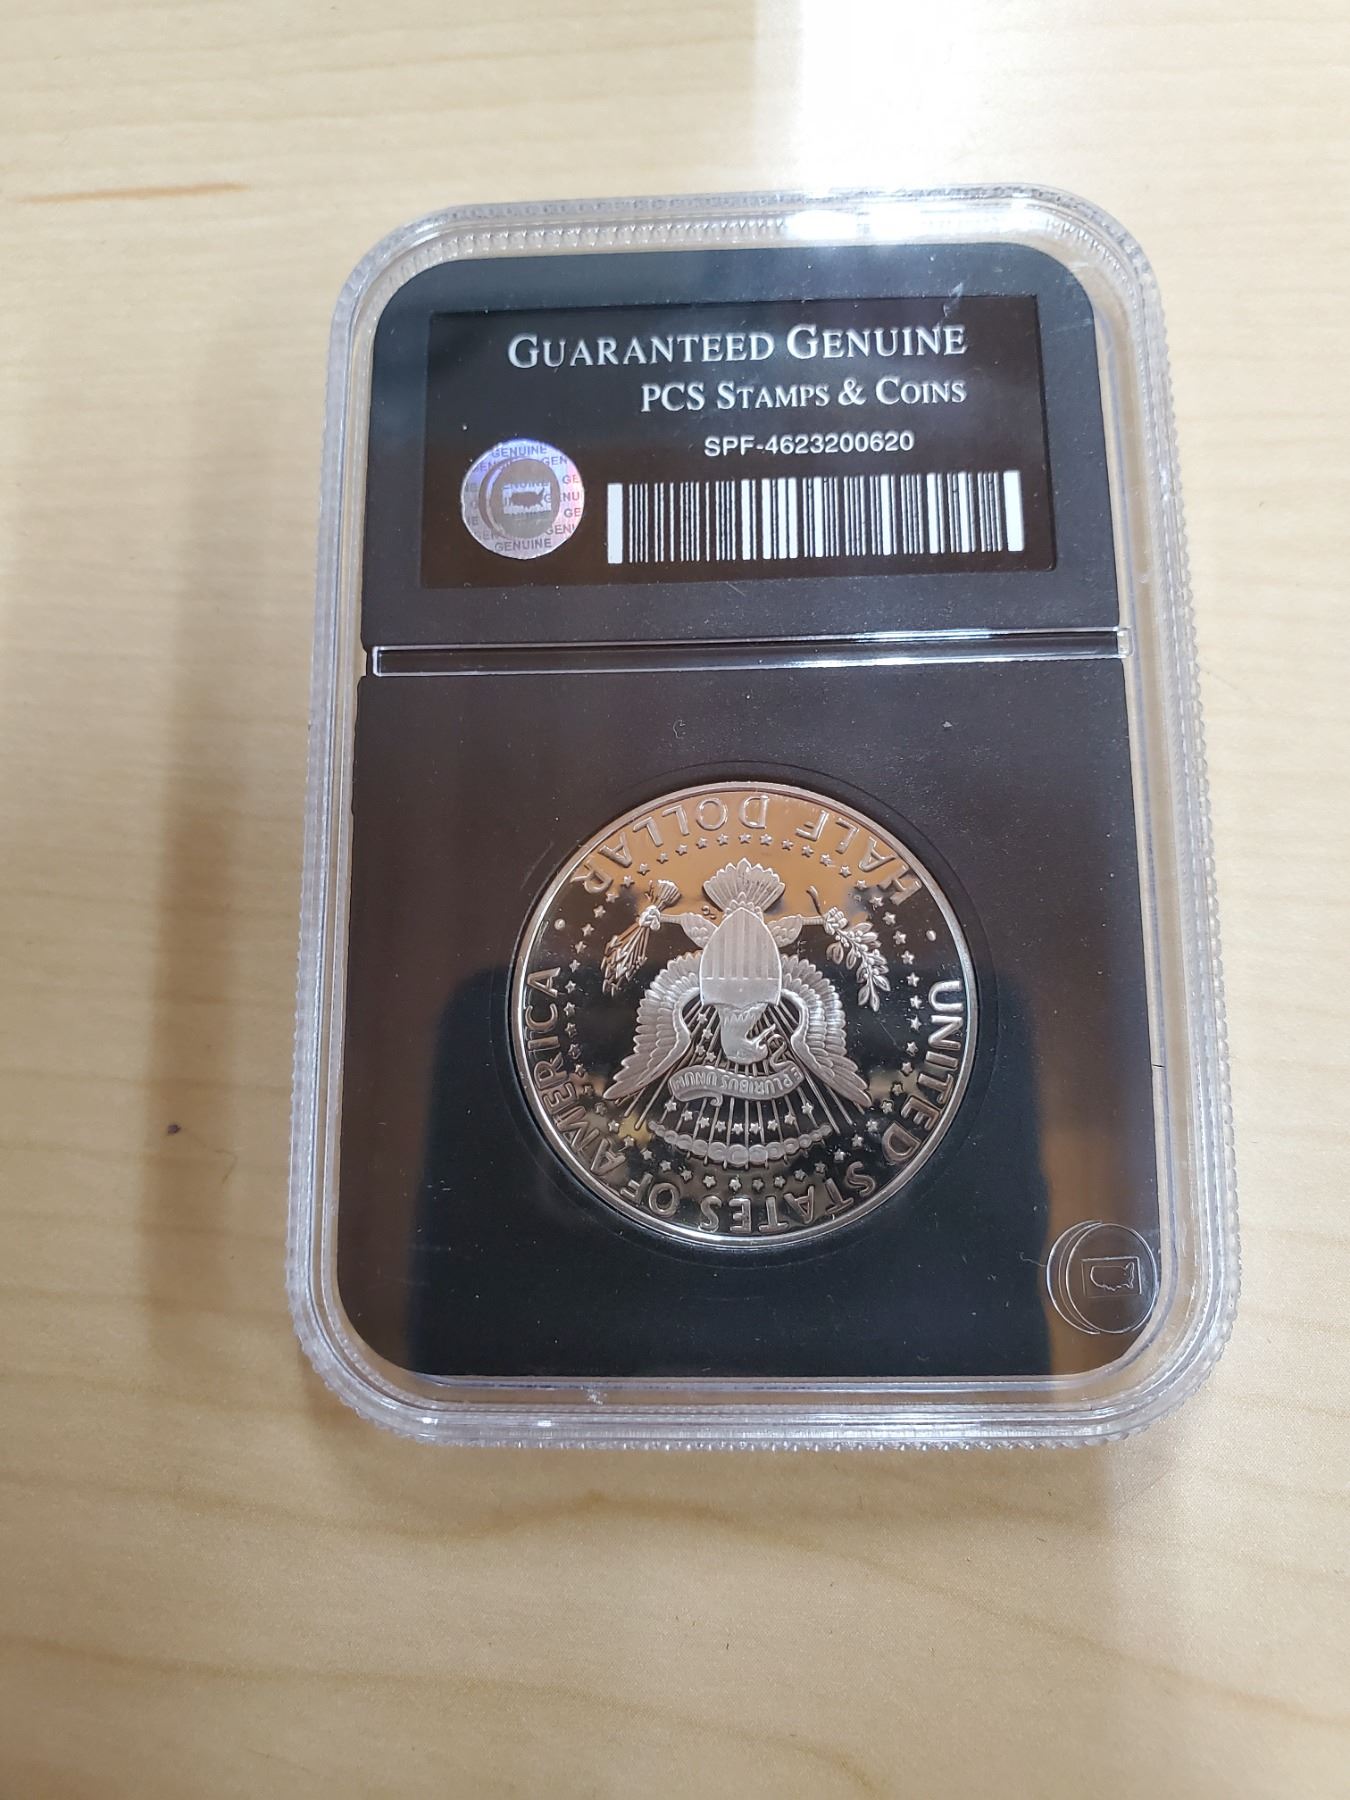 GUARANTEED GENUINE
PCS STAMPS & COINS
SPF-4623200620
GENUINE
GENUINE
UNITED STATES OF AMERICA
E PLURIBUS UNUM
HALF DOLLAR